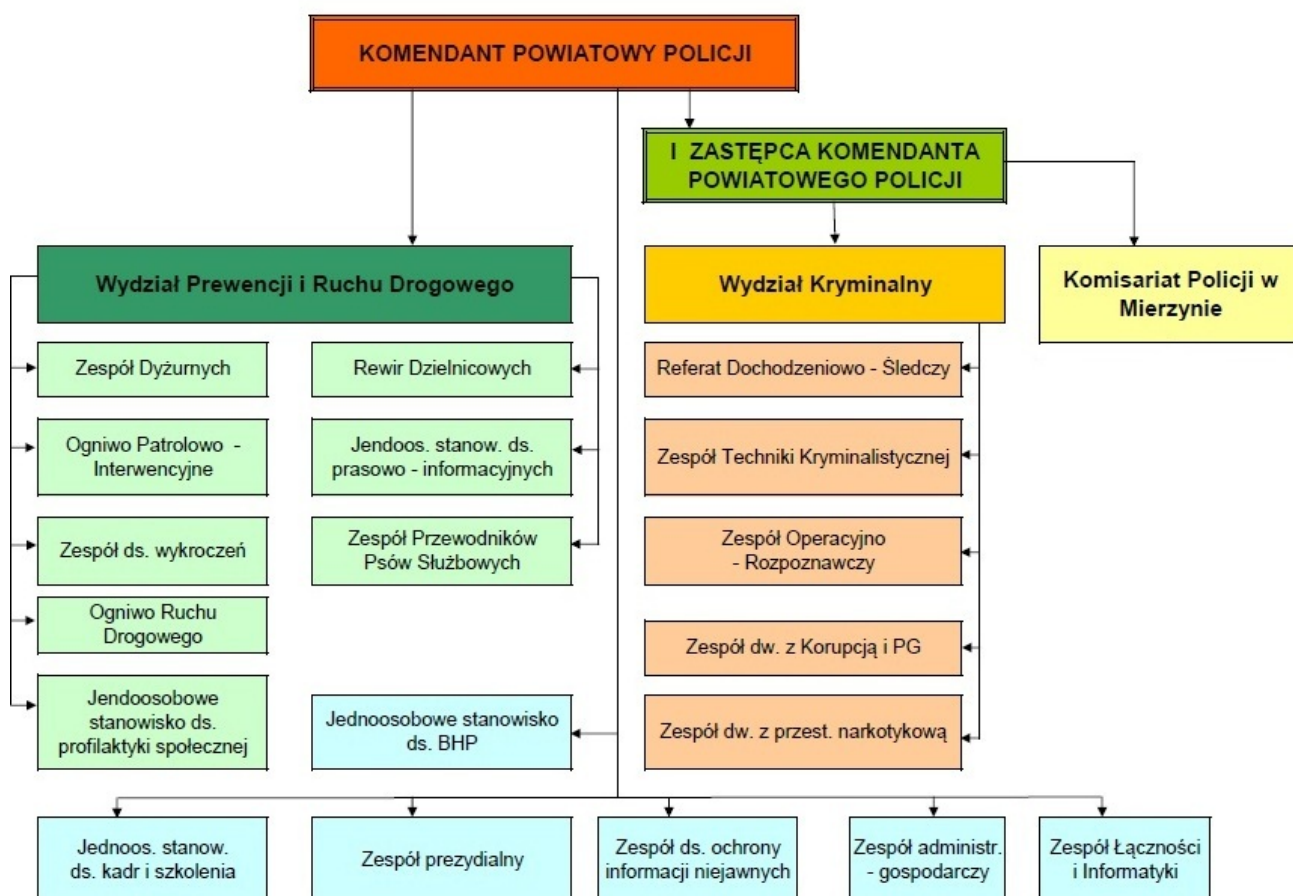 KOMENDANT POWIATOWY POLICJI
I ZASTĘPCA KOMENDANTA
POWIATOWEGO POLICJI
Wydział Prewencji i Ruchu Drogowego
Wydział Kryminalny
Komisariat Policji w
Mierzynie
Zespół Dyżurnych
Ogniwo Patrolowo -
Interwencyjne
Zespół ds. wykroczeń
Ogniwo Ruchu
Drogowego
Jendoosobowe
stanowisko ds.
profilaktyki społecznej
Rewir Dzielnicowych
Jendoos. stanow. ds.
prasowo - informacyjnych
Zespół Przewodników
Psów Służbowych
Jednoosobowe stanowisko
ds. BHP
Referat Dochodzeniowo - Śledczy
Zespół Techniki Kryminalistycznej
Zespół Operacyjno
- Rozpoznawczy
Zespół dw. z Korupcją i PG
Zespół dw. z przest. narkotykową
Jednoos. stanow.
ds. kadr i szkolenia
Zespół prezydialny
Zespół ds. ochrony
informacji niejawnych
Zespół administr.
- gospodarczy
Zespół Łączności
i Informatyki